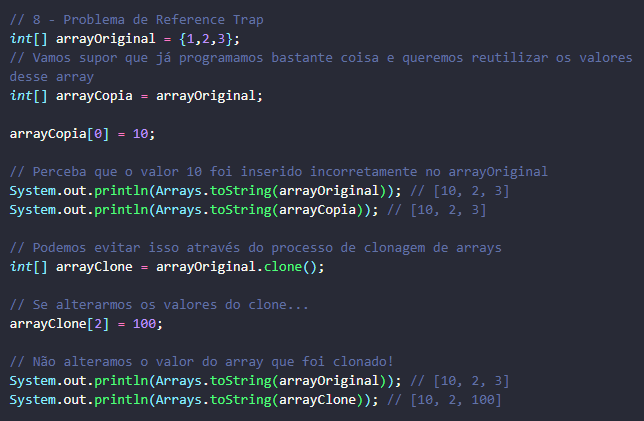 // 8 - Problema de Reference Trap
int[] arrayOriginal = {1,2,3};
// Vamos supor que já programamos bastante coisa e queremos reutilizar os valores
desse array
int[] arrayCopia = arrayOriginal;
arrayCopia[0] = 10;
// Perceba que o valor 10 foi inserido incorretamente no arrayOriginal
System.out.println(Arrays.toString(arrayOriginal)); // [10, 2, 3]
System.out.println(Arrays.toString(arrayCopia)); // [10, 2, 3]
// Podemos evitar isso através do processo de clonagem de arrays
int[] arrayClone = arrayOriginal.clone();
// Se alterarmos os valores do clone...
arrayClone[2] = 100;
// Não alteramos o valor do array que foi clonado!
System.out.println(Arrays.toString(arrayOriginal)); // [10, 2, 3]
System.out.println(Arrays.toString(arrayClone)); // [10, 2, 100]